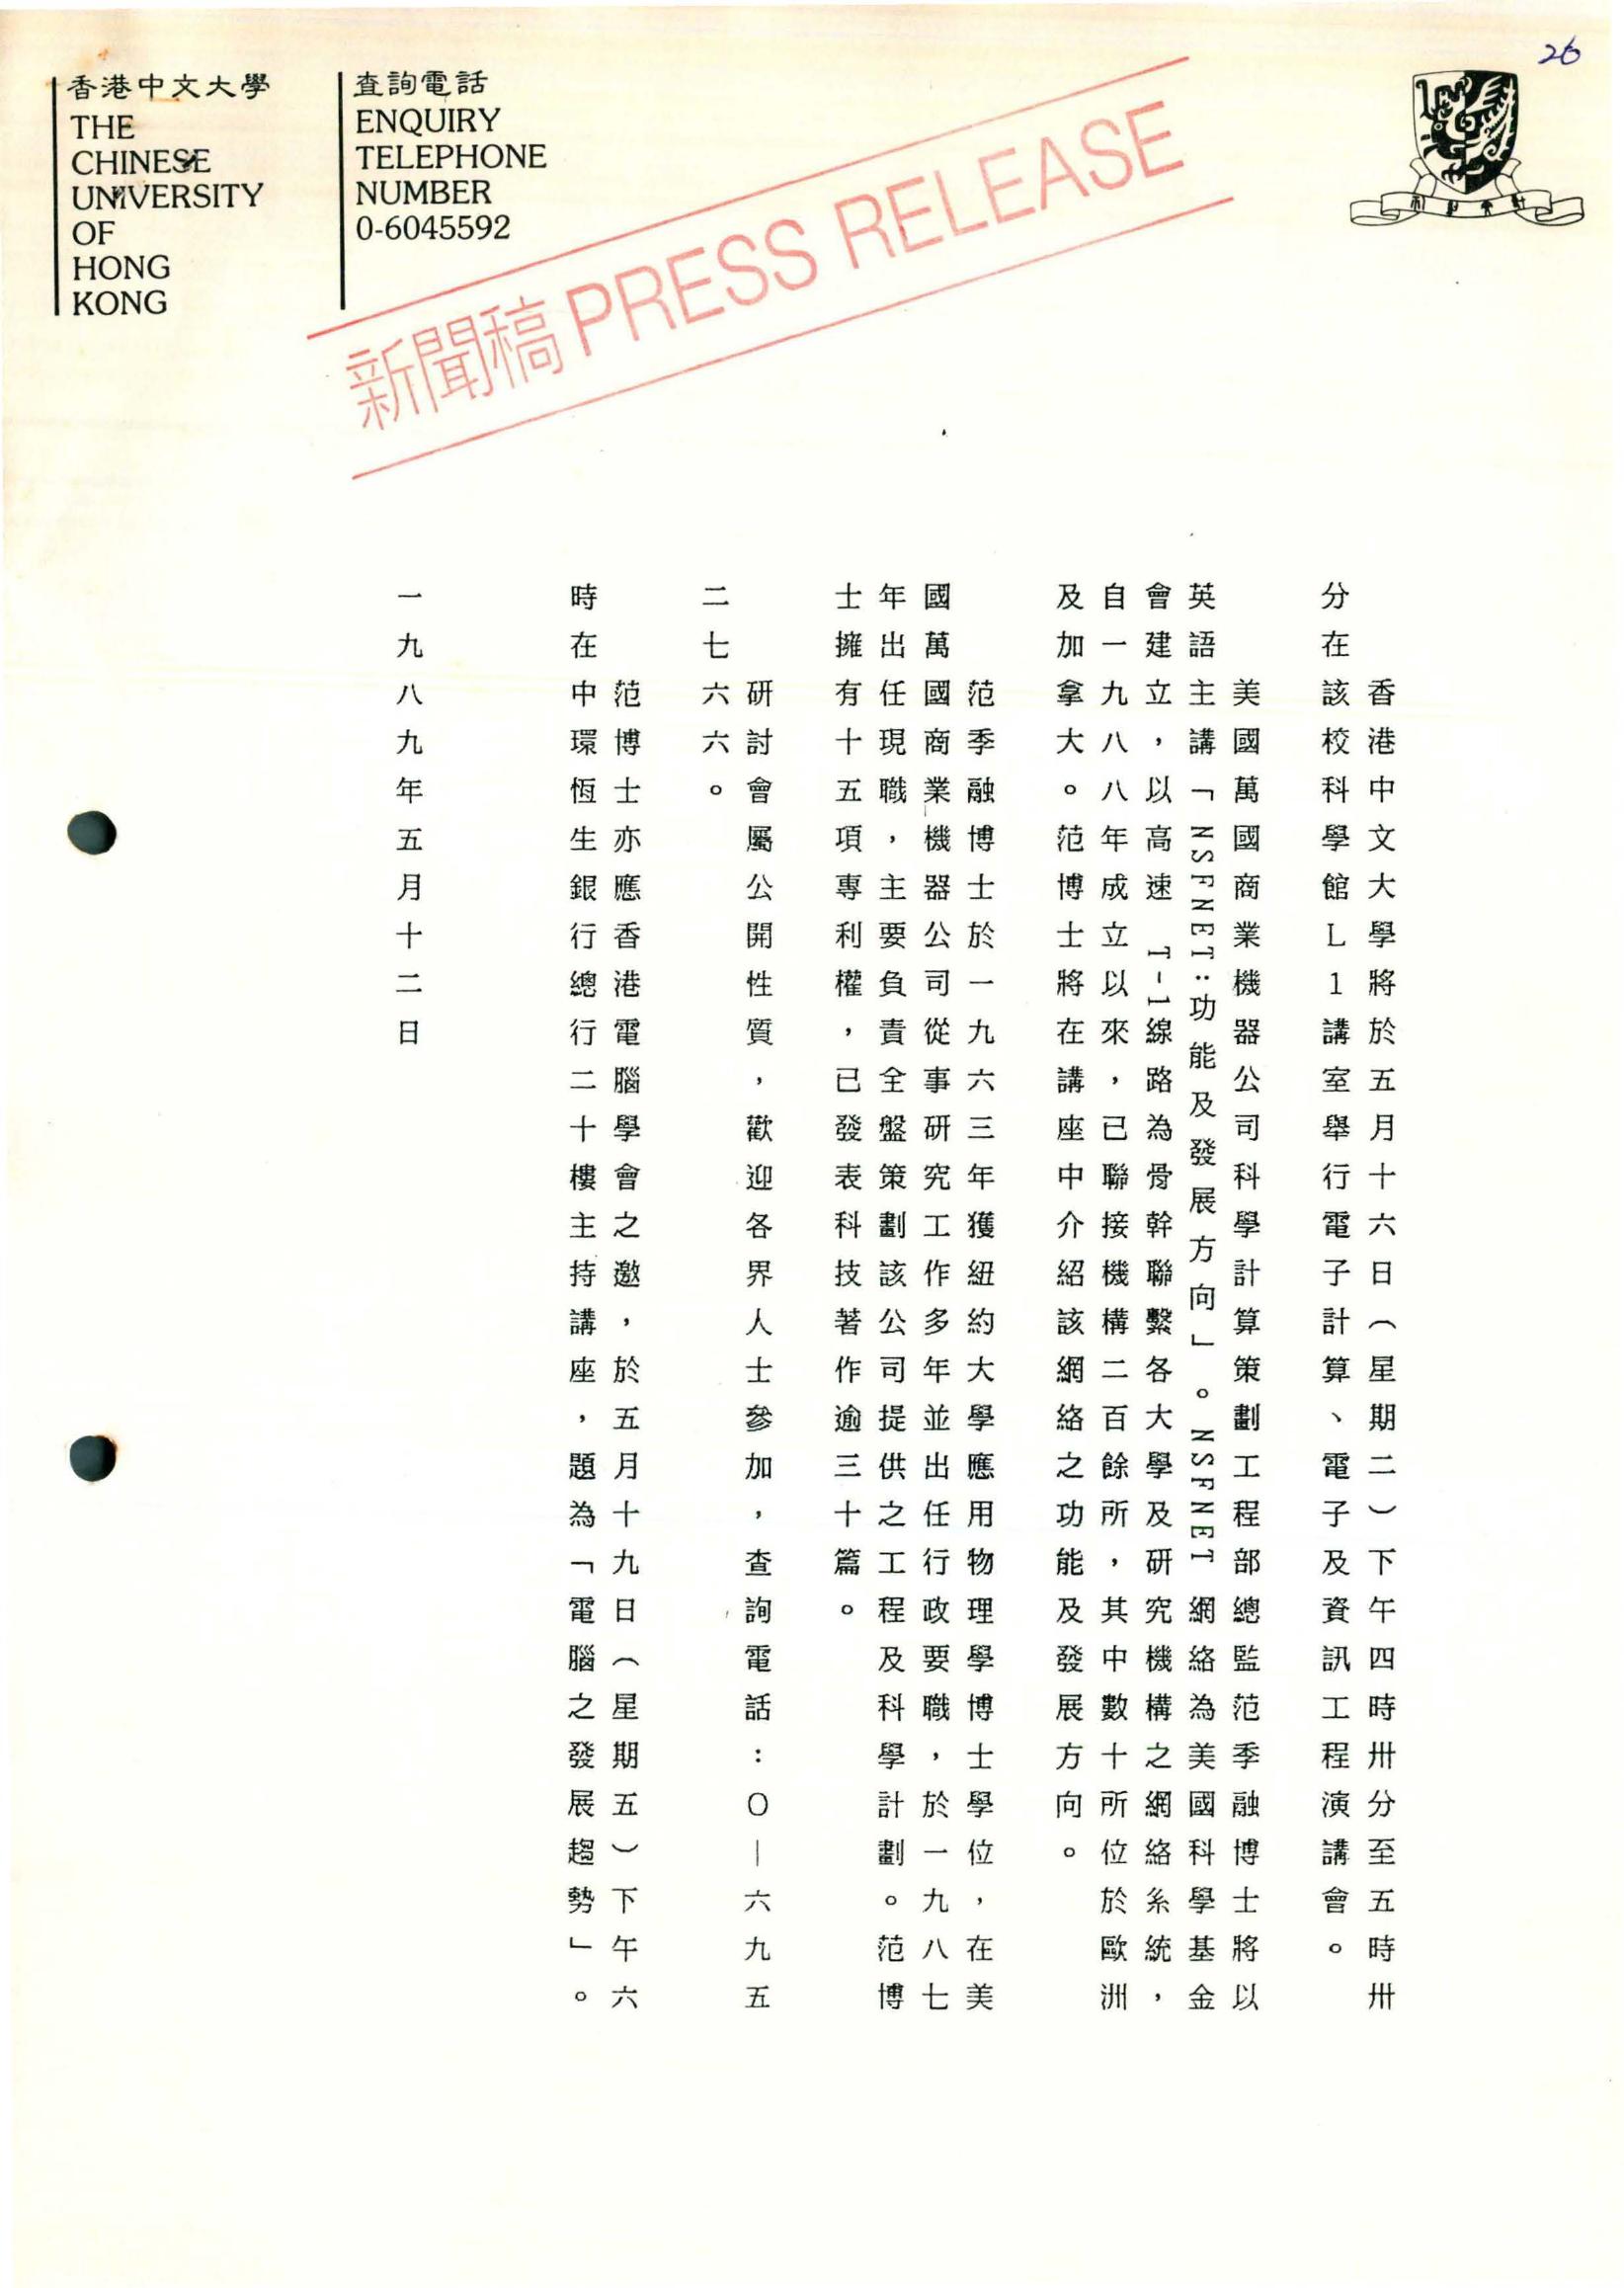 26
香港中文大學
THE
CHINESE
UNIVERSITY
OF
HONG
KONG
查詢電話
ENQUIRY
TELEPHONE
NUMBER
0-6045592
新聞稿 PRESS RELEASE
香港中文大學將於五月十六日(星期二)下午四時卅分至五時卅
分在該校科學館L1講室舉行電子計算、電子及資訊工程演講會。
美國萬國商業機器公司科學計算策劃工程部總監范季融博士將以
英語主講「NSFNET:功能及發展方向」。NSFNET網絡為美國科學基金
會建立,以高速 T-1線路為骨幹聯繫各大學及研究機構之網絡系統,
自一九八八年成立以來,已聯接機構二百餘所,其中數十所位於歐洲
及加拿大。范博士將在講座中介紹該網絡之功能及發展方向。
范季融博士於一九六三年獲紐約大學應用物理學博士學位,在美
國萬國商業機器公司從事研究工作多年並出任行政要職,於一九八七
年出任現職,主要負責全盤策劃該公司提供之工程及科學計劃。范博
士擁有十五項專利權,已發表科技著作逾三十篇。
研討會屬公開性質,歡迎各界人士參加,查詢電話:〇—六九五
二七六六。
范博士亦應香港電腦學會之邀,於五月十九日(星期五)下午六
時在中環恆生銀行總行二十樓主持講座,題為「電腦之發展趨勢」。
一九八九年五月十二日